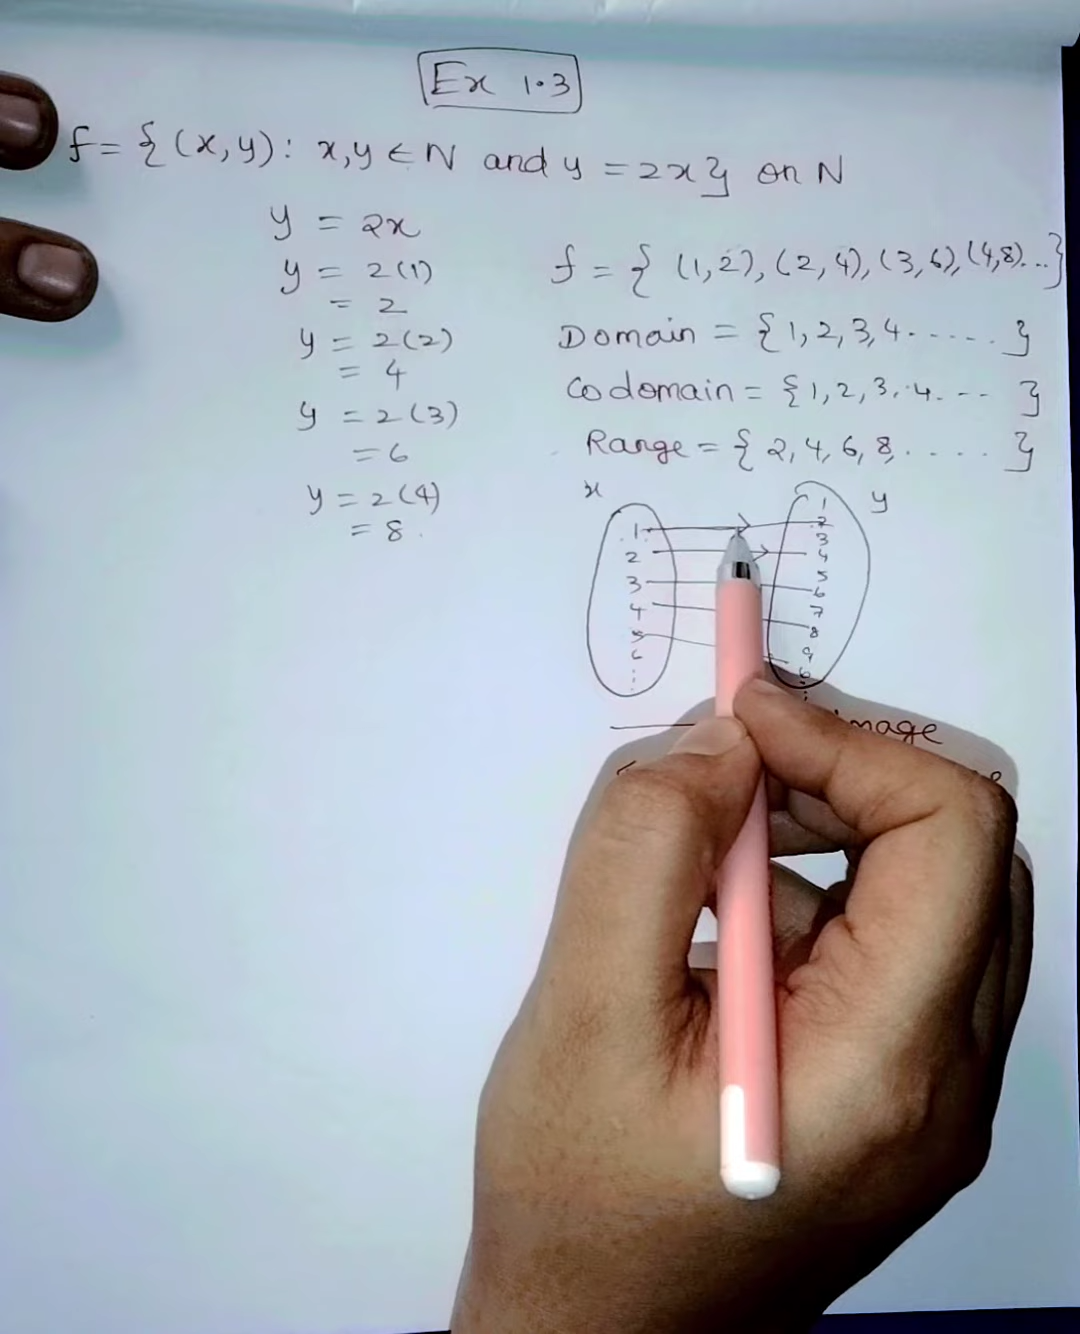 Ex 1.3
f = { (x, y) : x, y ∈ N and y = 2x } on N
y = 2x
y = 2(1)
= 2
y = 2(2)
= 4
y = 2(3)
= 6
y = 2(4)
= 8.
f = { (1,2), (2,4), (3,6), (4,8)... }
Domain = { 1, 2, 3, 4 ...... }
Codomain = { 1, 2, 3, 4. -- }
Range = { 2, 4, 6, 8, .... }
x
1
2
3
4
5
6
⋮
y
1
2
3
4
5
6
7
8
9
⋮